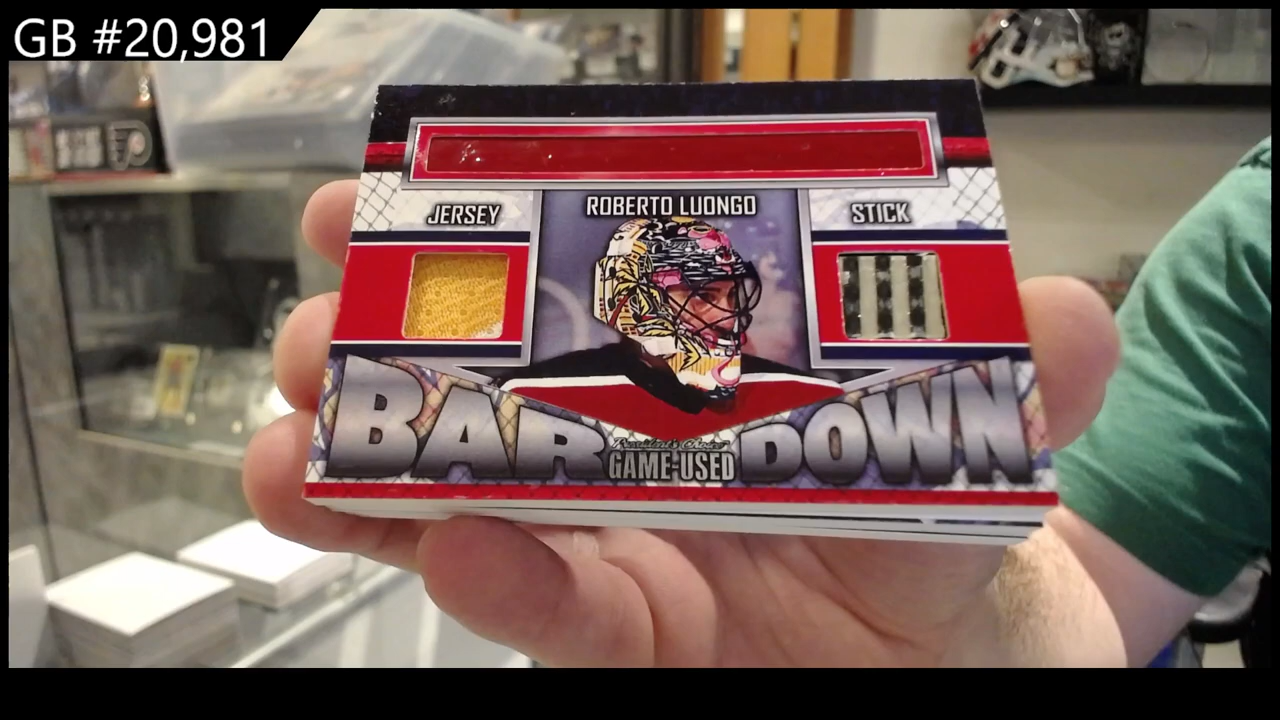 GB #20,981
JERSEY
ROBERTO LUONGO
STICK
BAR DOWN
President's Choice
GAME-USED